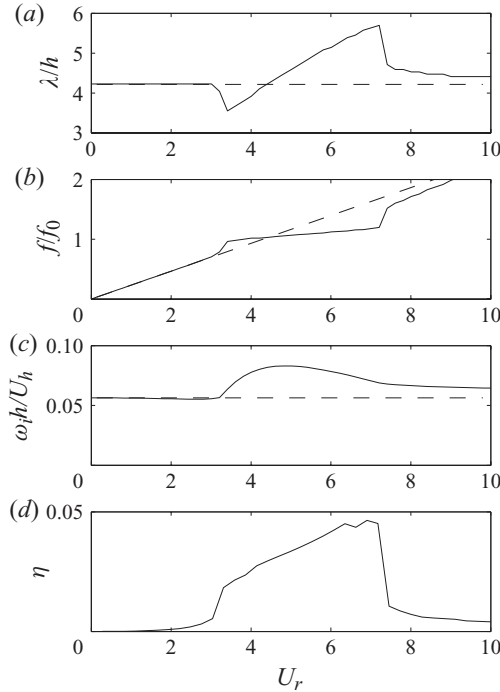 (a)
6
5
4
3
λ/h
0 2 4 6 8 10
(b)
2
1
f/f0
0 2 4 6 8 10
(c)
0.10
0.05
ωih/Uh
0 2 4 6 8 10
(d)
0.05
η
0 2 4 6 8 10
Ur